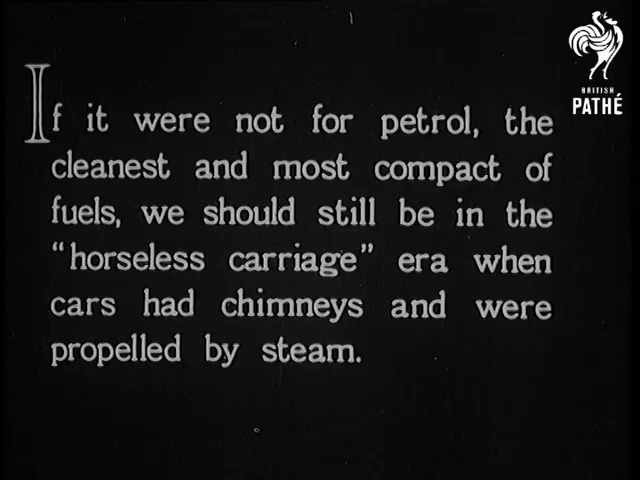 If it were not for petrol, the
cleanest and most compact of
fuels, we should still be in the
“horseless carriage” era when
cars had chimneys and were
propelled by steam.
BRITISH
PATHÉ